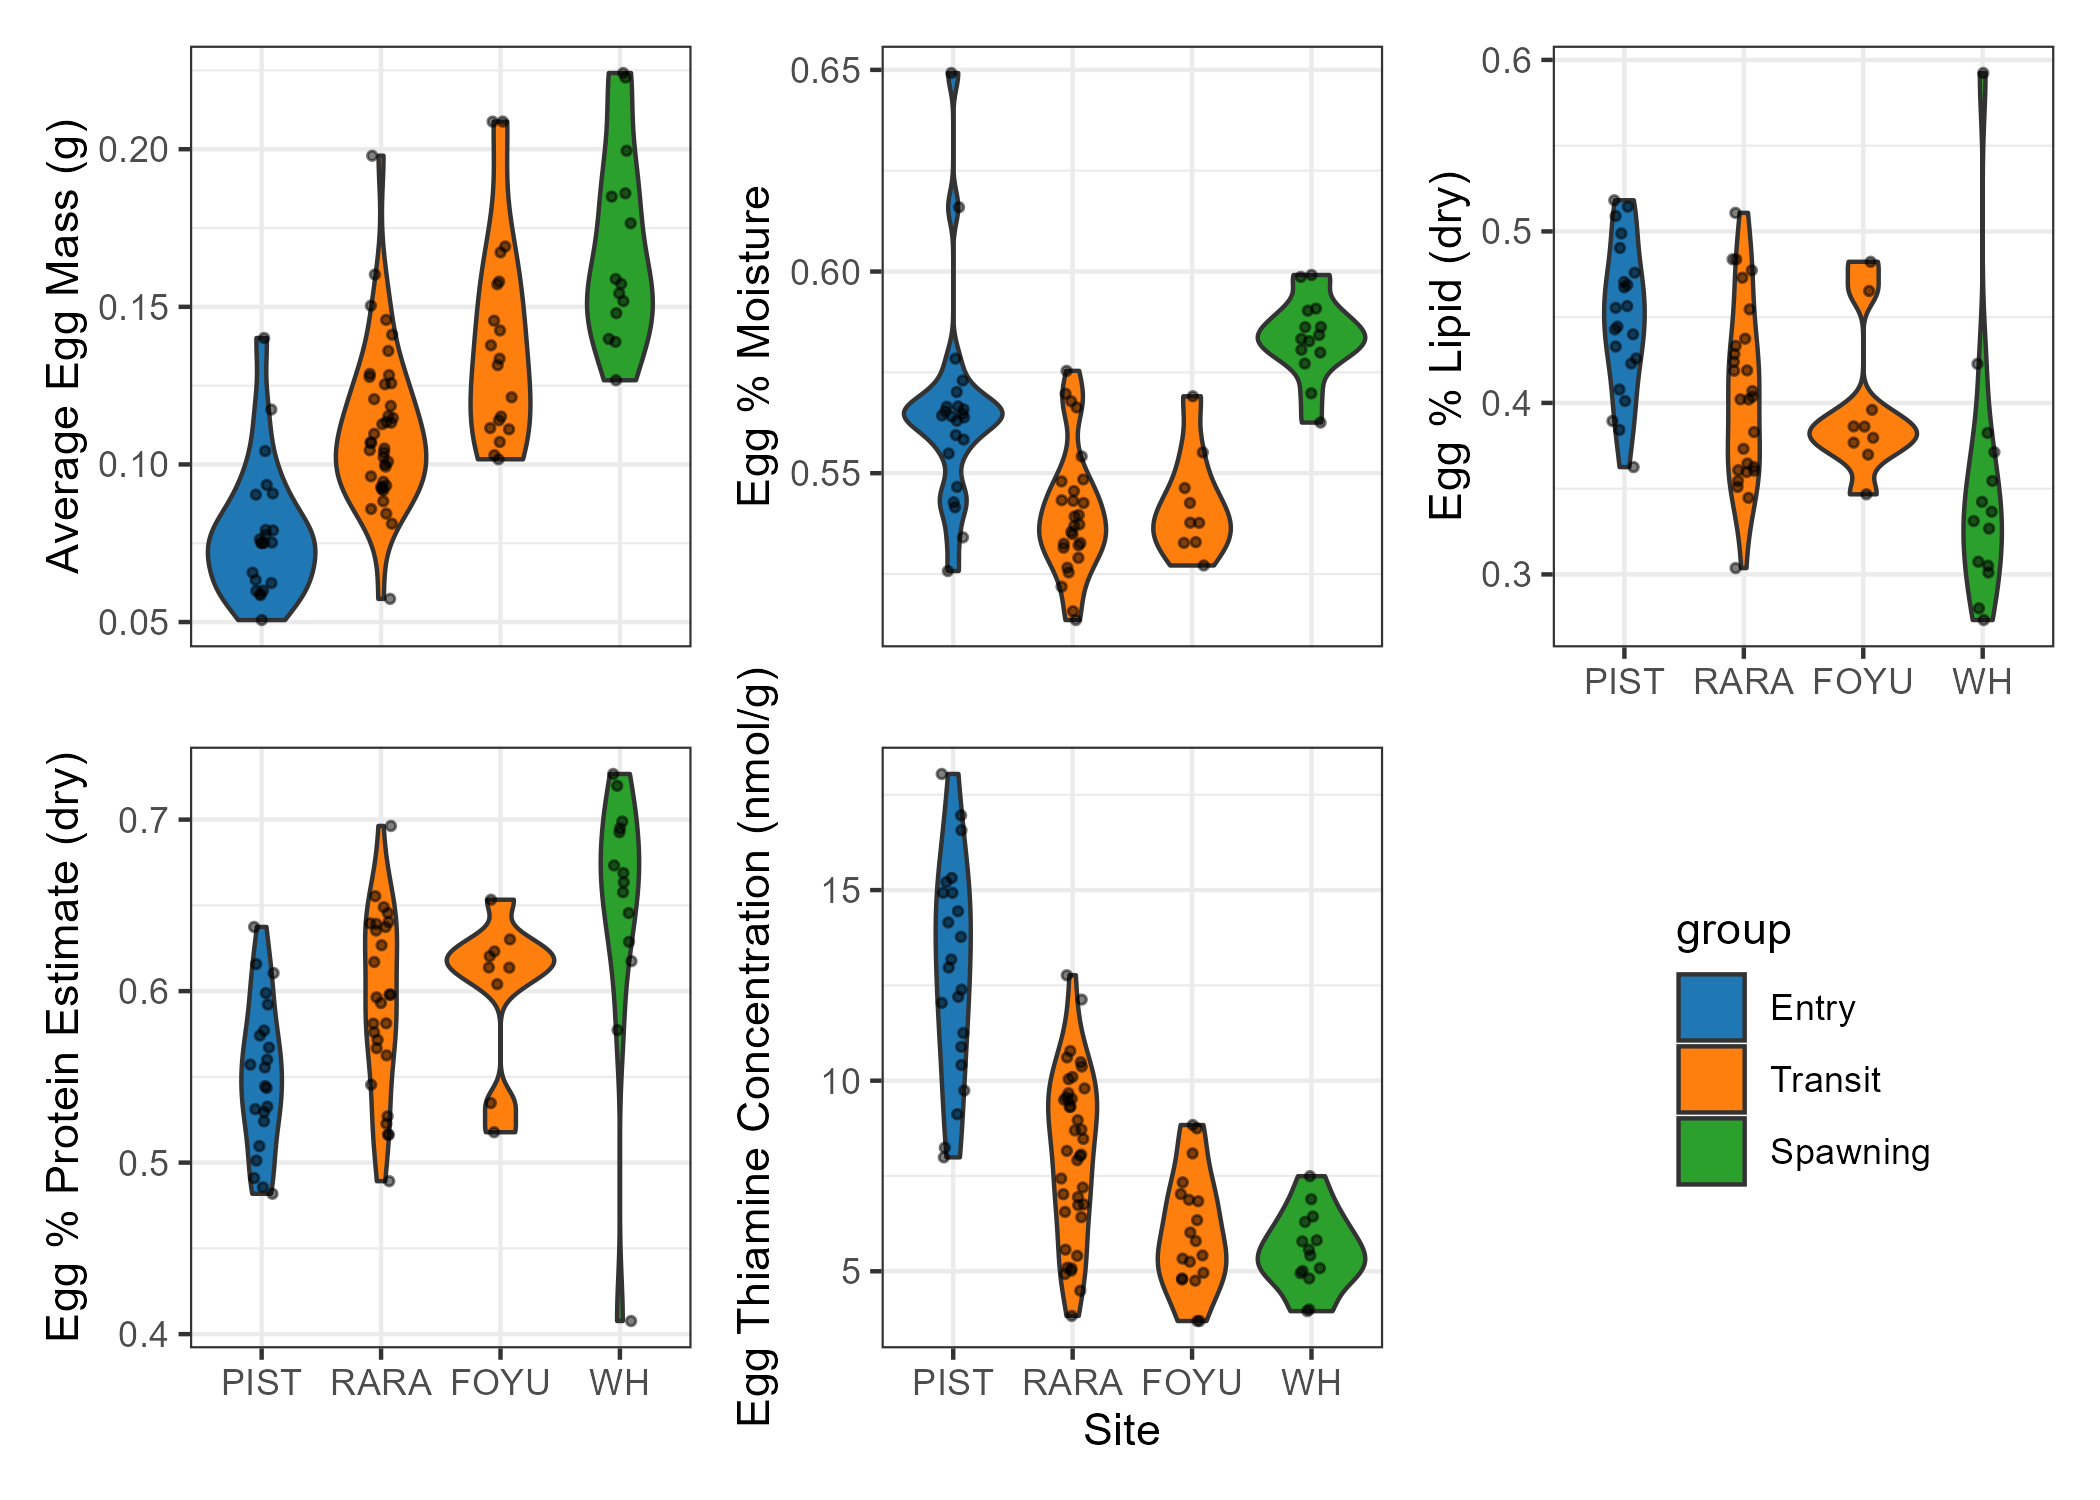 Average Egg Mass (g)
0.20
0.15
0.10
0.05
Egg % Moisture
0.65
0.60
0.55
Egg % Lipid (dry)
0.6
0.5
0.4
0.3
PIST RARA FOYU WH
Egg % Protein Estimate (dry)
0.7
0.6
0.5
0.4
PIST RARA FOYU WH
Egg Thiamine Concentration (nmol/g)
15
10
5
PIST RARA FOYU WH
Site
group
Entry
Transit
Spawning